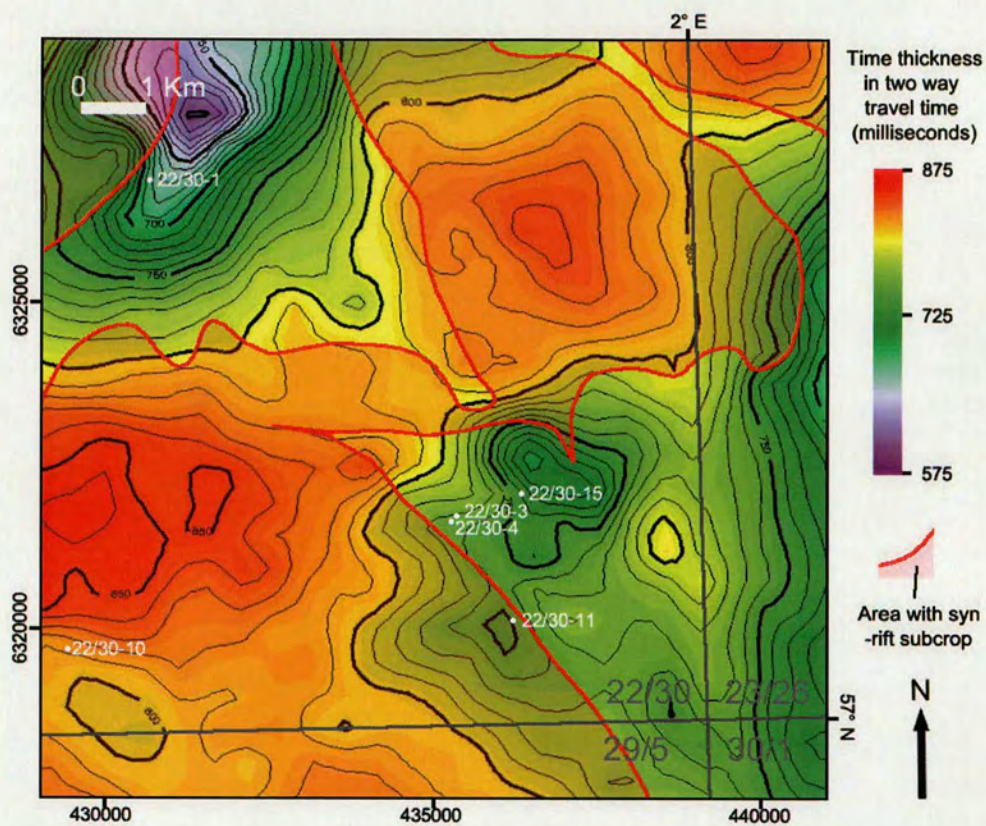 2° E
0 1 Km
50
800
22/30-1
700
750
800
6325000
750
22/30-15
22/30-3
22/30-4
850
850
22/30-11
6320000
22/30-10
800
22/30 23/26
29/5 30/1
57° N
430000 435000 440000
Time thickness
in two way
travel time
(milliseconds)
875
725
575
Area with syn
-rift subcrop
N